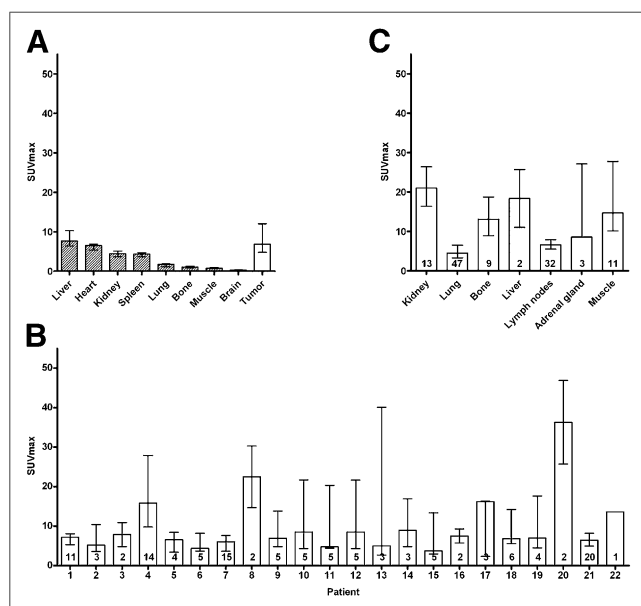 A
SUVmax
50
40
30
20
10
0
Liver Heart Kidney Spleen Lung Bone Muscle Brain Tumor
C
SUVmax
50
40
30
20
10
0
13 47 9 2 32 3 11
Kidney Lung Bone Liver Lymph nodes Adrenal gland Muscle
B
SUVmax
50
40
30
20
10
0
11 3 2 14 4 5 15 2 5 5 5 5 3 3 5 2 3 6 4 2 20 1
1 2 3 4 5 6 7 8 9 10 11 12 13 14 15 16 17 18 19 20 21 22
Patient